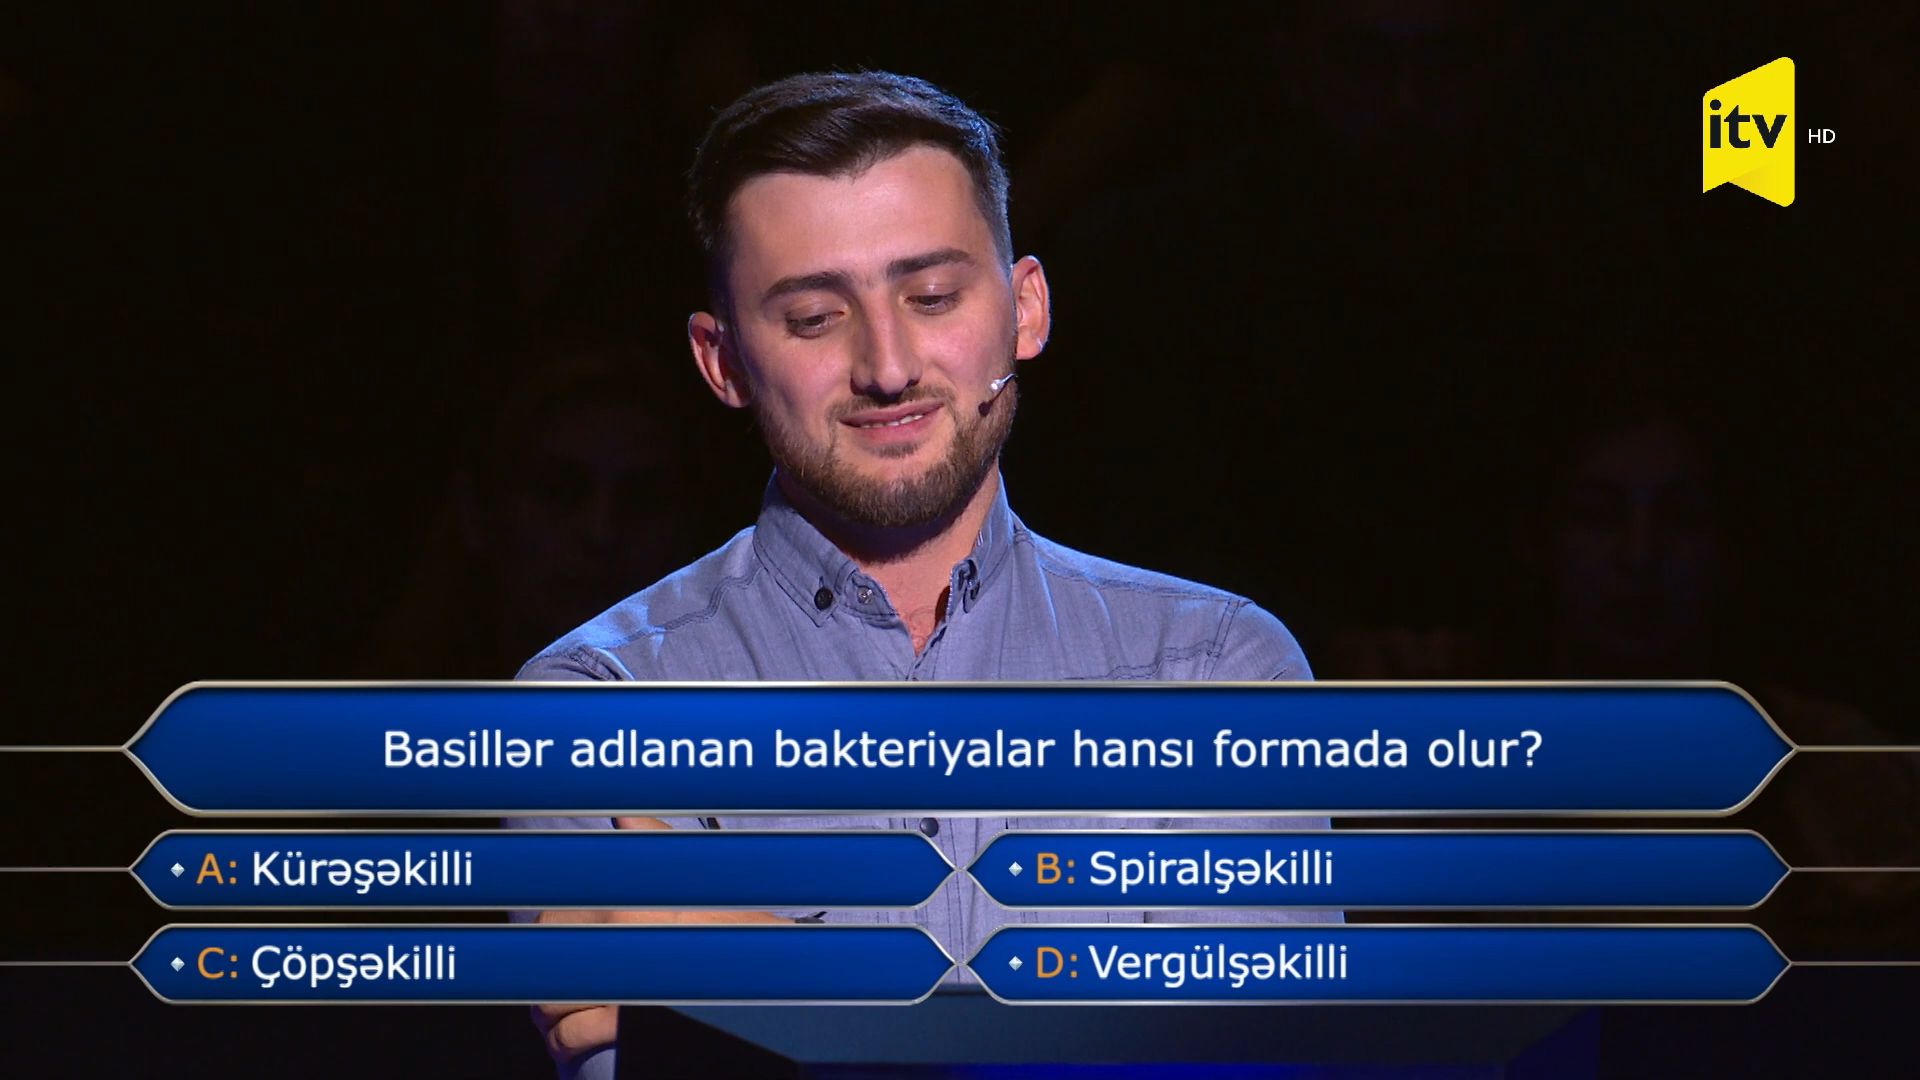 itv HD
Basillər adlanan bakteriyalar hansı formada olur?
A: Kürəşəkilli
B: Spiralşəkilli
C: Çöpşəkilli
D: Vergülşəkilli